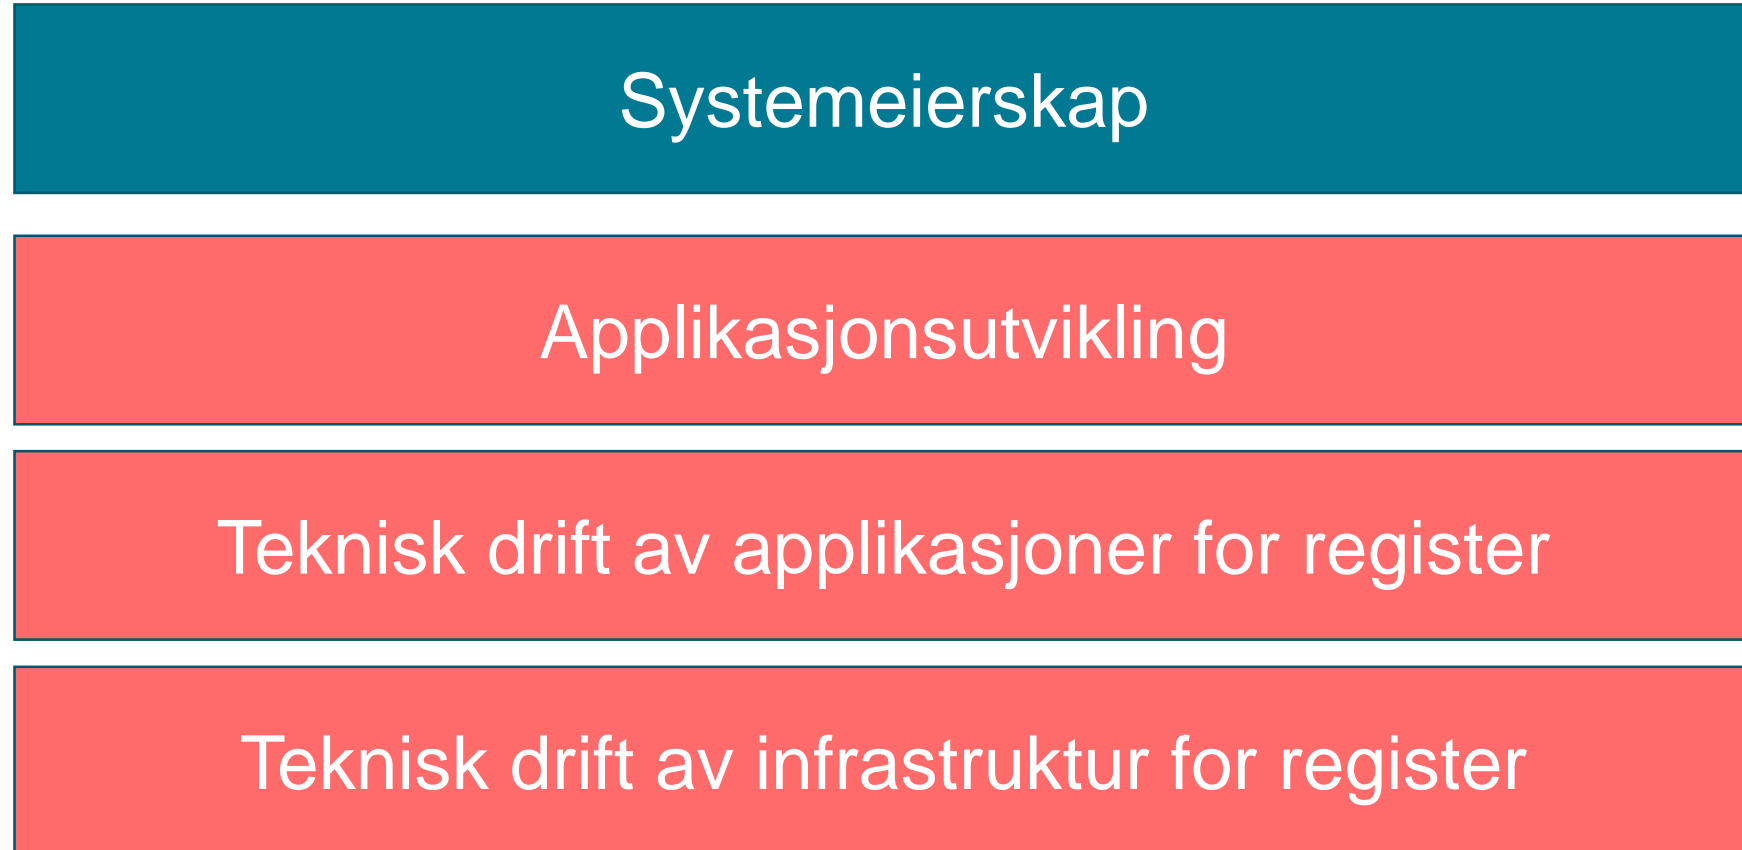 Systemeierskap
Applikasjonsutvikling
Teknisk drift av applikasjoner for register
Teknisk drift av infrastruktur for register